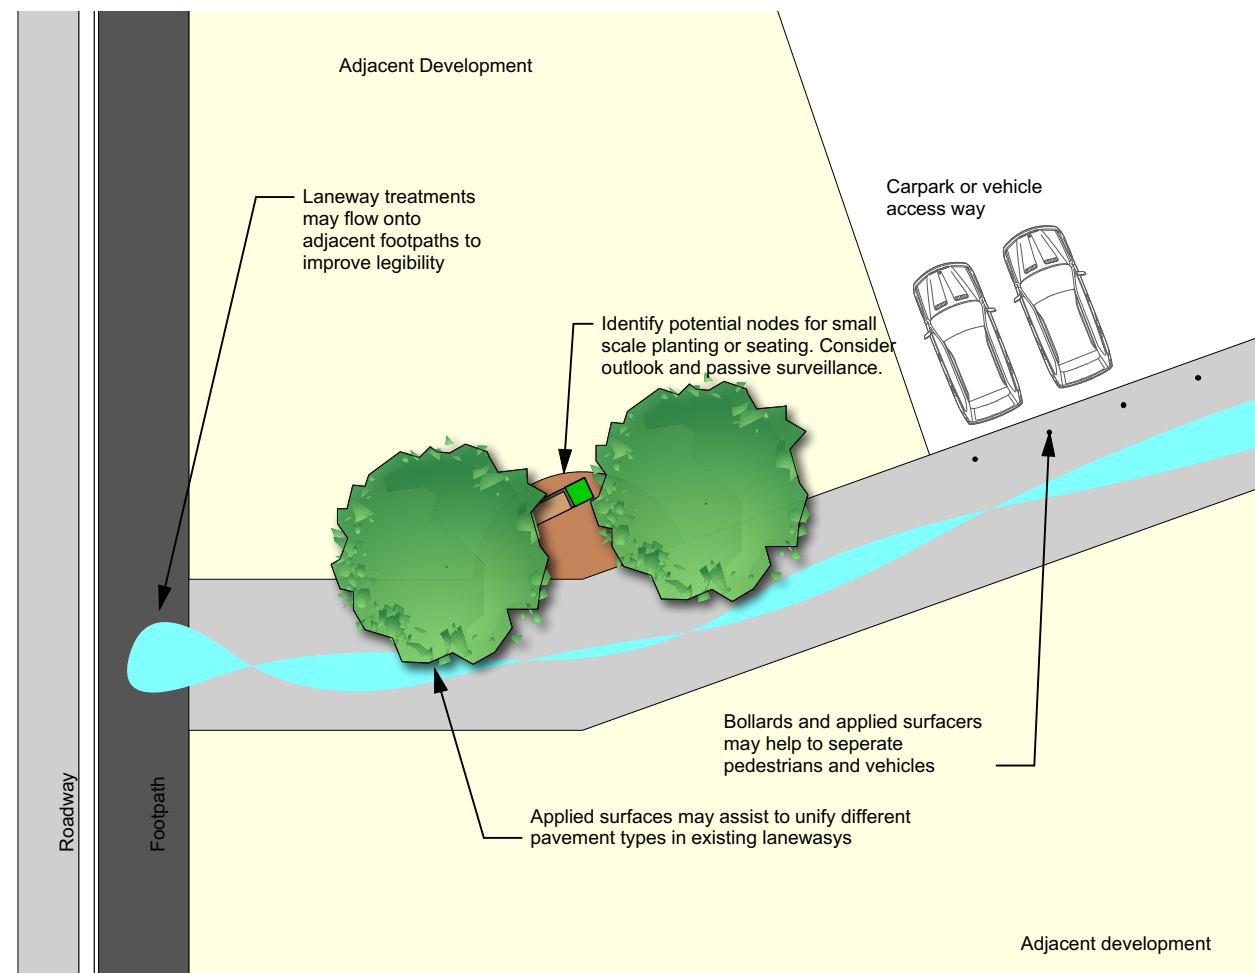 Adjacent Development
Carpark or vehicle
access way
Laneway treatments
may flow onto
adjacent footpaths to
improve legibility
Identify potential nodes for small
scale planting or seating. Consider
outlook and passive surveillance.
Bollards and applied surfacers
may help to seperate
pedestrians and vehicles
Roadway
Footpath
Applied surfaces may assist to unify different
pavement types in existing lanewasys
Adjacent development